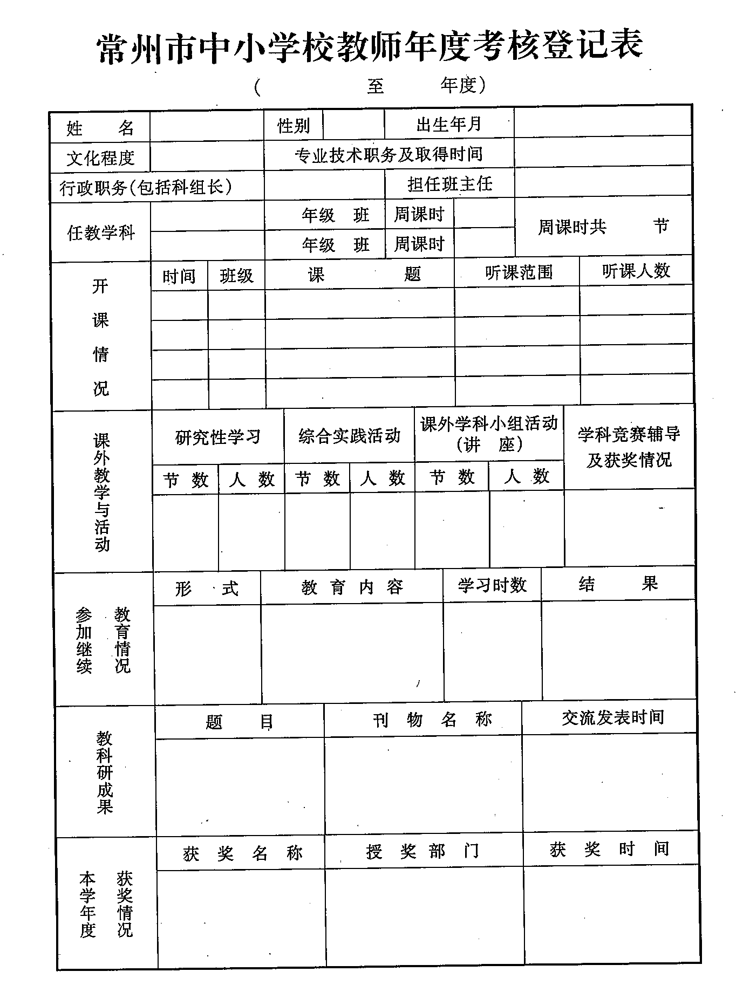 常州市中小学校教师年度考核登记表
（　　　至　　　年度）
姓　名　性别　出生年月
文化程度　专业技术职务及取得时间
行政职务（包括科组长）　担任班主任
任教学科　年级　班　周课时　周课时共　　节
年级　班　周课时
开课情况　时间　班级　课　题　听课范围　听课人数
课外教学与活动　研究性学习　综合实践活动　课外学科小组活动（讲　座）　学科竞赛辅导及获奖情况
节 数　人 数　节 数　人 数　节 数　人 数
参加继续教育情况　形　式　教 育 内 容　学习时数　结　果
教科研成果　题　目　刊 物 名 称　交流发表时间
本学年度获奖情况　获 奖 名 称　授 奖 部 门　获 奖 时 间